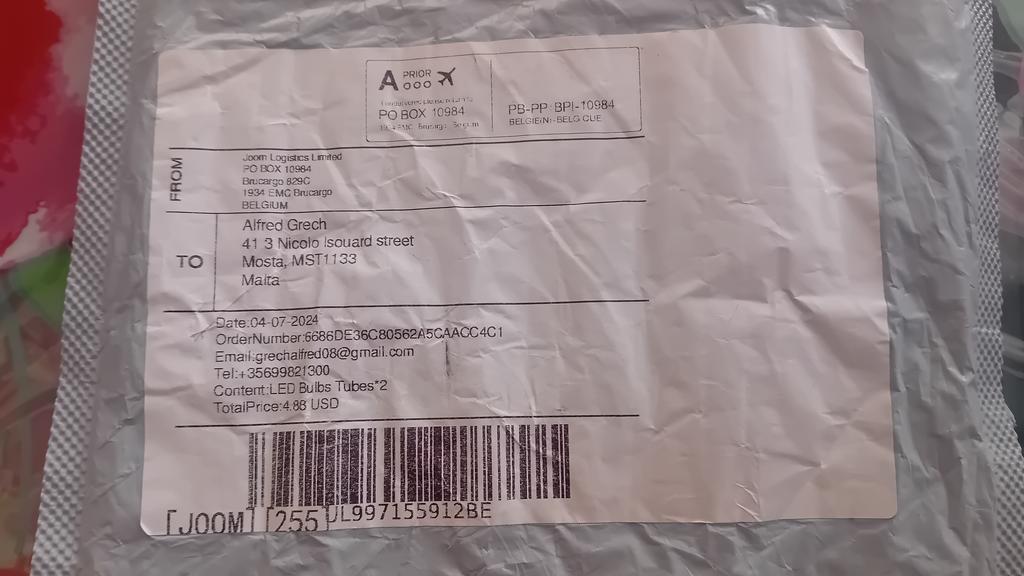 A PRIOR
PO BOX 10984
PB-PP BPI-10984
BELGIE(N)-BELGIQUE
FROM
Joom Logistics Limited
PO BOX 10984
Brucargo 829C
1934 EMC Brucargo
BELGIUM
TO
Alfred Grech
41 3 Nicolo Isouard street
Mosta, MST1133
Malta
Date:04-07-2024
Email:grechalfred08@gmail.com
Tel:+35699821300
Content:LED Bulbs Tubes*2
TotalPrice:4.88 USD
[JOOM] [255] UL997155912BE